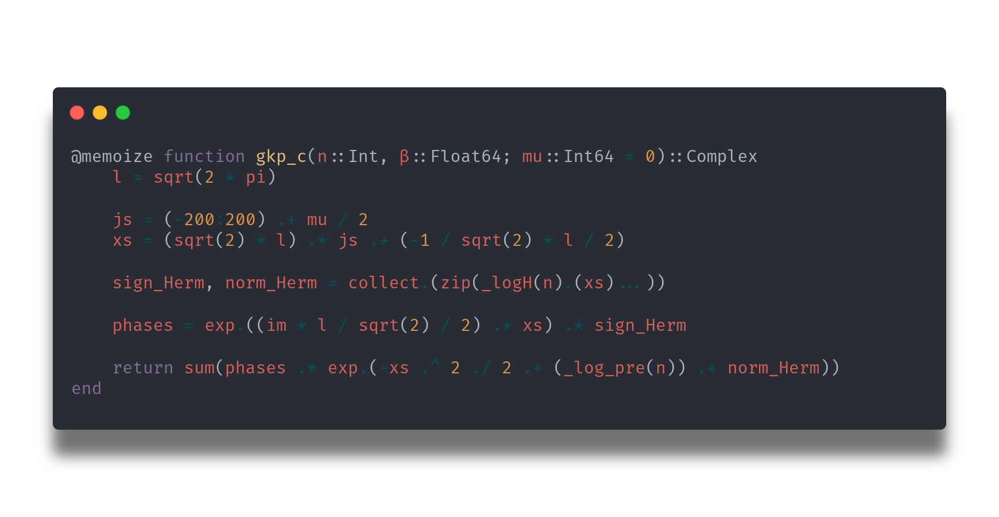 @memoize function gkp_c(n::Int, β::Float64; mu::Int64 = 0)::Complex
    l = sqrt(2 * pi)
    js = (-200:200) .+ mu / 2
    xs = (sqrt(2) * l) .* js .+ (-1 / sqrt(2) * l / 2)
    sign_Herm, norm_Herm = collect.(zip(_logH(n).(xs)...))
    phases = exp.((im * l / sqrt(2) / 2) .* xs) .* sign_Herm
    return sum(phases .* exp.(-xs .^ 2 ./ 2 .+ (_log_pre(n)) .+ norm_Herm))
end